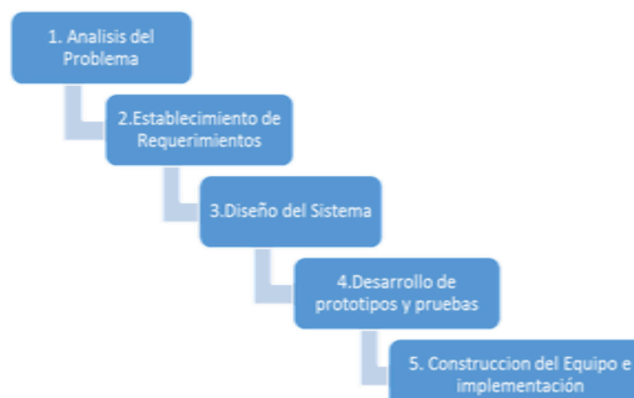 1. Analisis del
Problema
2.Establecimiento de
Requerimientos
3.Diseño del Sistema
4.Desarrollo de
prototipos y pruebas
5. Construccion del Equipo e
implementación